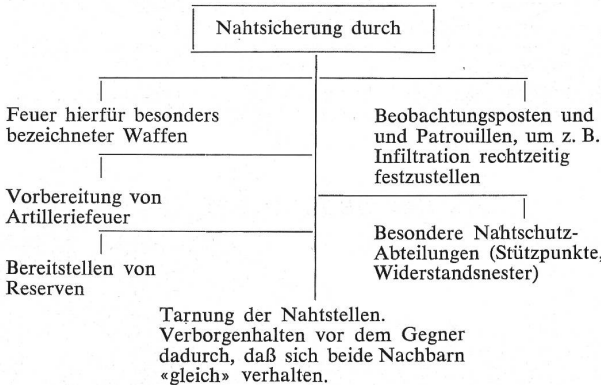 Nahtsicherung durch
Feuer hierfür besonders
bezeichneter Waffen
Vorbereitung von
Artilleriefeuer
Bereitstellen von
Reserven
Beobachtungsposten und
und Patrouillen, um z. B.
Infiltration rechtzeitig
festzustellen
Besondere Nahtschutz-
Abteilungen (Stützpunkte,
Widerstandsnester)
Tarnung der Nahtstellen.
Verborgenhalten vor dem Gegner
dadurch, daß sich beide Nachbarn
«gleich» verhalten.